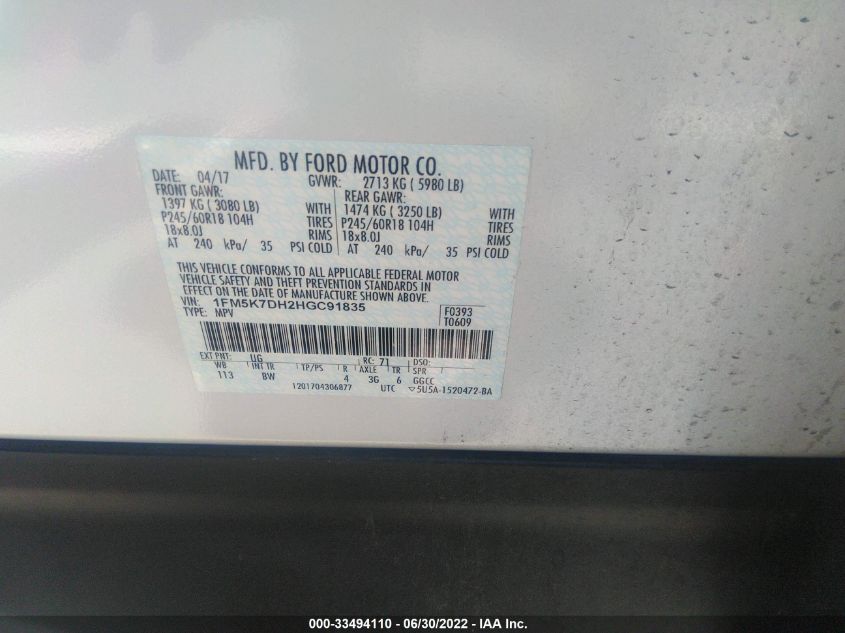 MFD. BY FORD MOTOR CO.
DATE: 04/17 GVWR: 2713 KG ( 5980 LB)
FRONT GAWR: REAR GAWR:
1397 KG ( 3080 LB) WITH 1474 KG ( 3250 LB) WITH
P245/60R18 104H TIRES P245/60R18 104H TIRES
18x8.0J RIMS 18x8.0J RIMS
AT 240 kPa/ 35 PSI COLD AT 240 kPa/ 35 PSI COLD
THIS VEHICLE CONFORMS TO ALL APPLICABLE FEDERAL MOTOR
VEHICLE SAFETY AND THEFT PREVENTION STANDARDS IN
EFFECT ON THE DATE OF MANUFACTURE SHOWN ABOVE.
VIN: 1FM5K7DH2HGC91835 F0393
TYPE: MPV T0609
EXT PNT: UG RC: 71 DSO:
WB INT TR TP/PS R AXLE TR SPR
113 BW 4 3G 6 GGCC
1201704306877 UTC ▽5U5A-1520472-BA
000-33494110 - 06/30/2022 - IAA Inc.